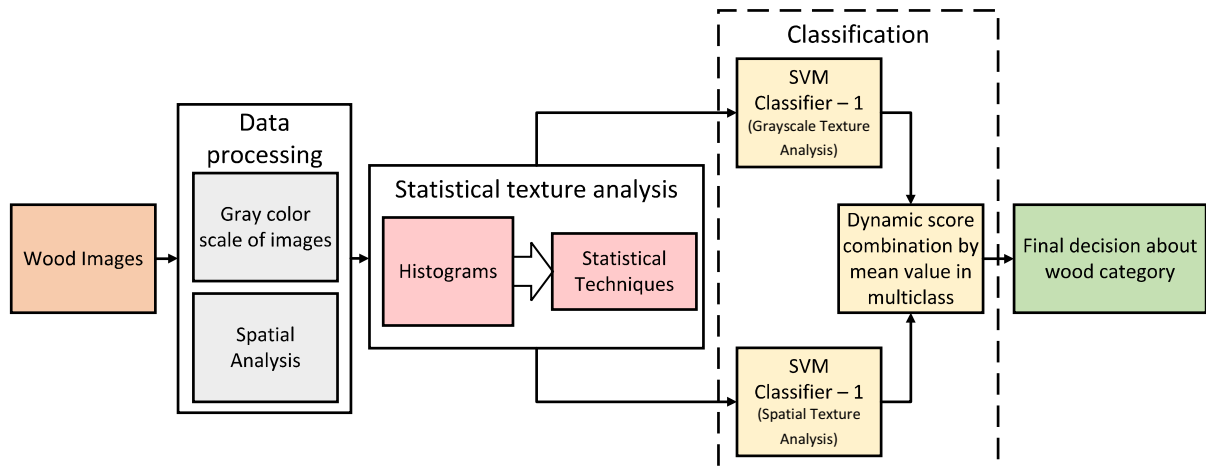 Wood Images
Data
processing
Gray color
scale of images
Spatial
Analysis
Statistical texture analysis
Histograms
Statistical
Techniques
Classification
SVM
Classifier – 1
(Grayscale Texture
Analysis)
Dynamic score
combination by
mean value in
multiclass
SVM
Classifier – 1
(Spatial Texture
Analysis)
Final decision about
wood category